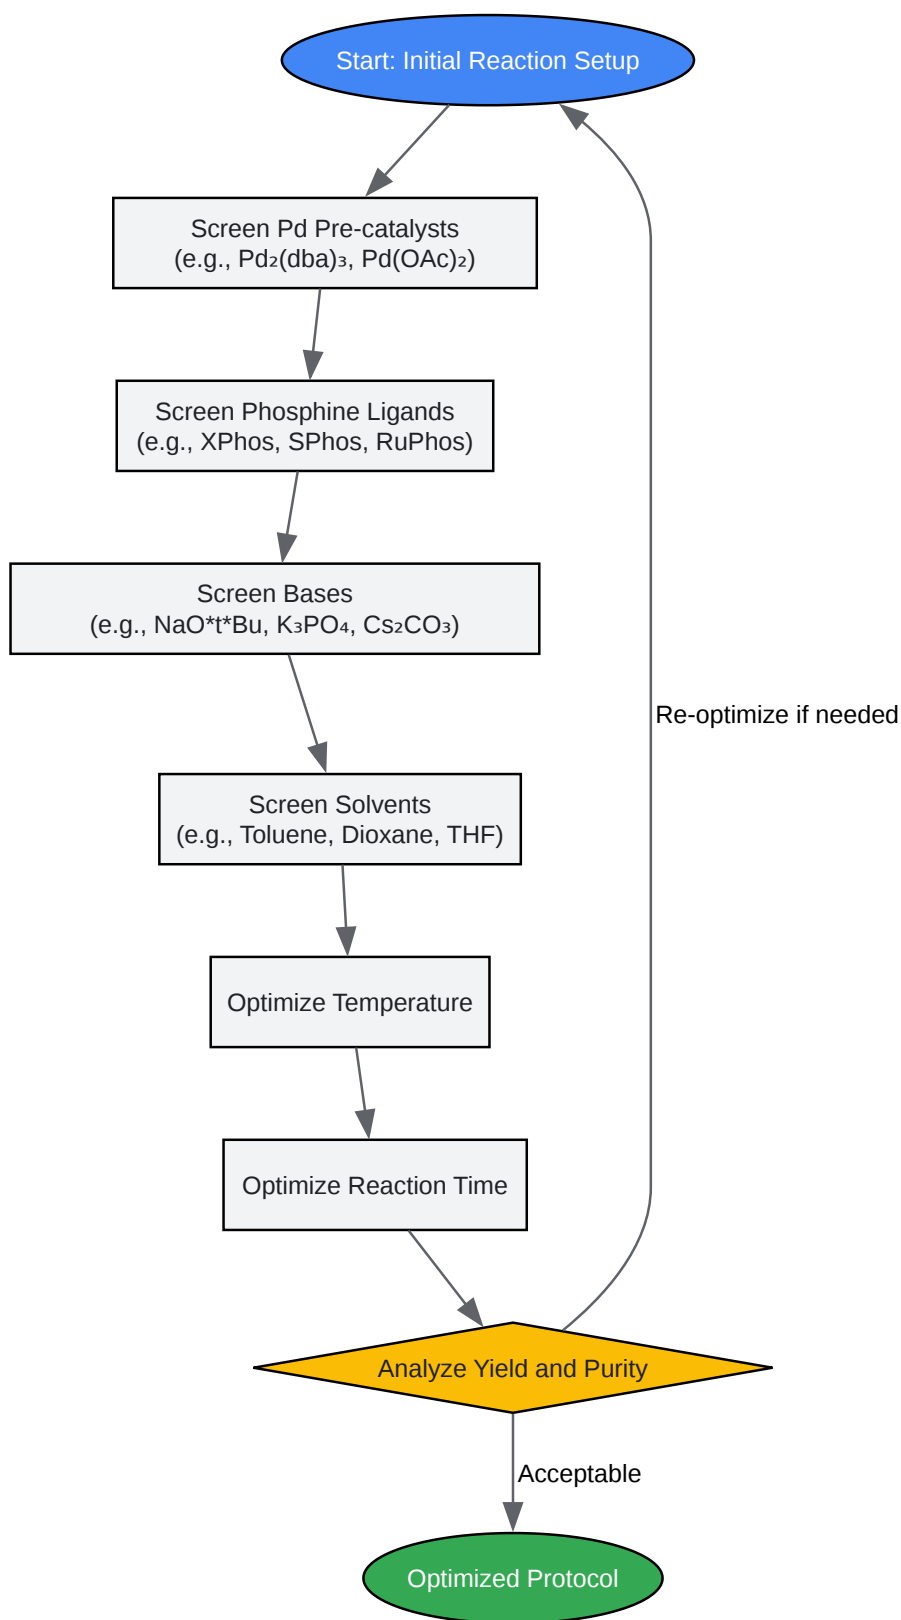 Start: Initial Reaction Setup
Screen Pd Pre-catalysts
(e.g., Pd₂(dba)₃, Pd(OAc)₂)
Screen Phosphine Ligands
(e.g., XPhos, SPhos, RuPhos)
Screen Bases
(e.g., NaO*t*Bu, K₃PO₄, Cs₂CO₃)
Re-optimize if needed
Screen Solvents
(e.g., Toluene, Dioxane, THF)
Optimize Temperature
Optimize Reaction Time
Analyze Yield and Purity
Acceptable
Optimized Protocol